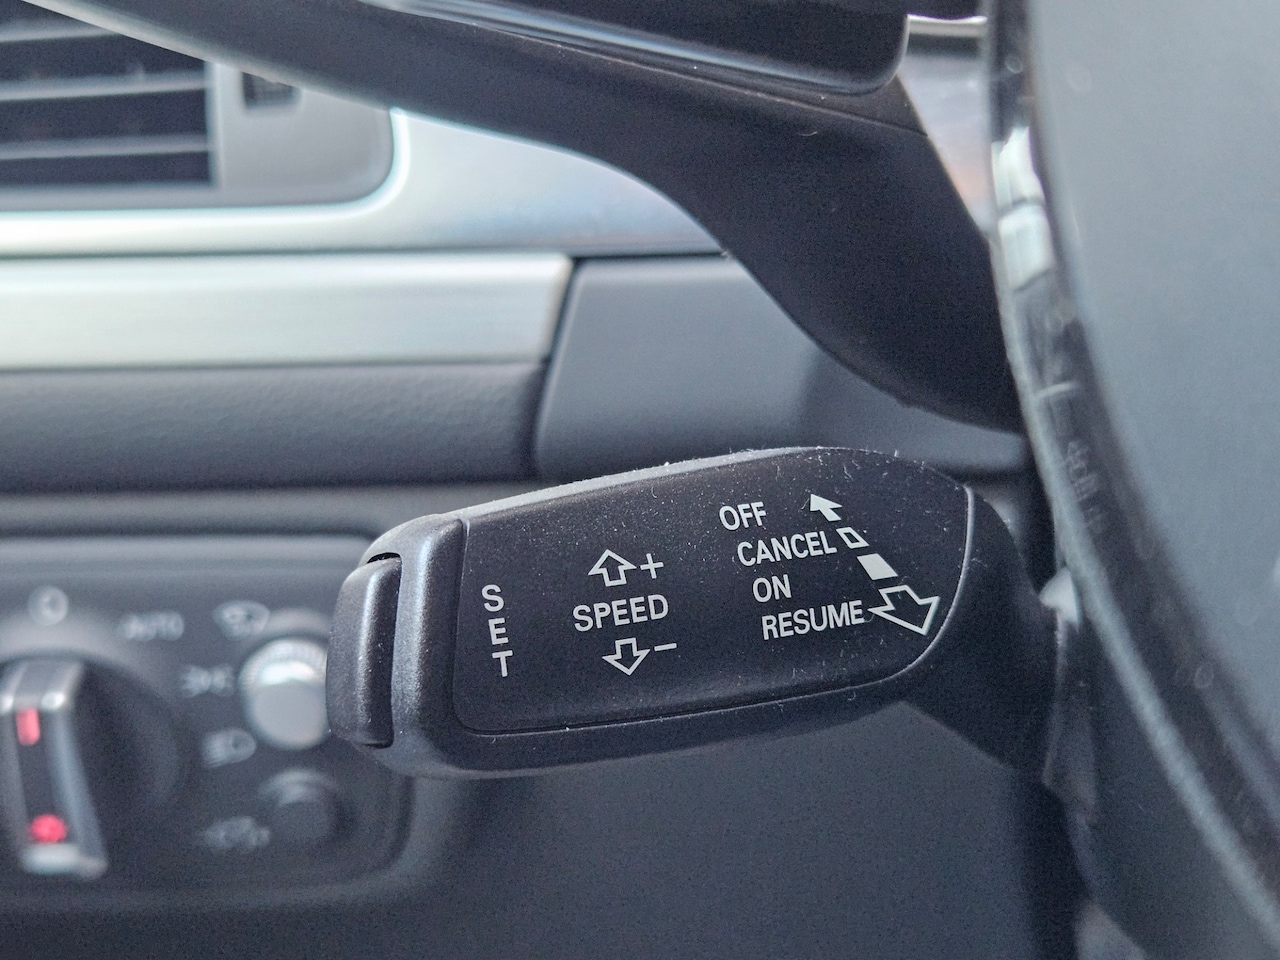 OFF
CANCEL
ON
RESUME
+
SPEED
−
SET
AUTO